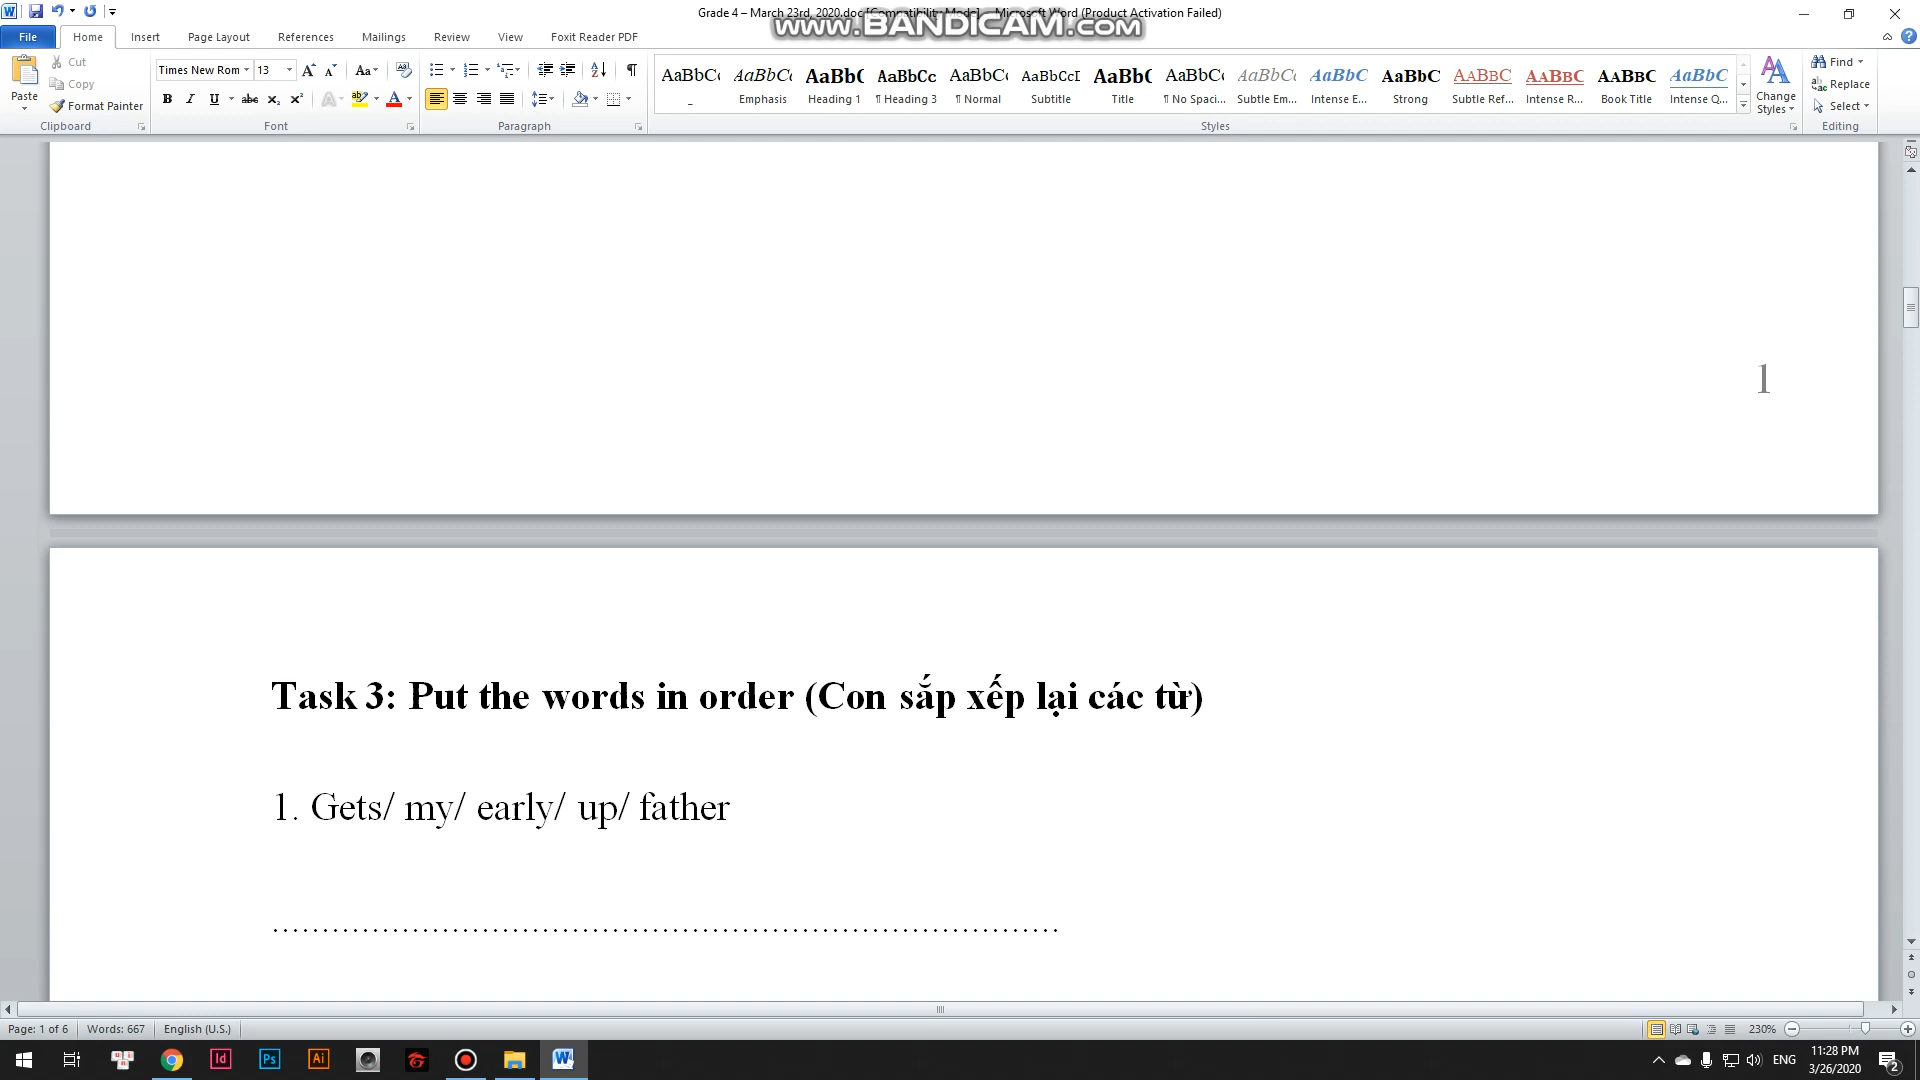 Grade 4 – March 23rd, 2020.doc [Compatibility Mode] - Microsoft Word (Product Activation Failed)
www.BANDICAM.com
File Home Insert Page Layout References Mailings Review View Foxit Reader PDF
Paste
Cut
Copy
Format Painter
Clipboard
Times New Rom 13
Font
Paragraph
AaBbCc AaBbCc AaBbC AaBbCc AaBbCc AaBbCcD AaBbC AaBbCc AaBbCc AaBbC AaBbC AABBC AABBC AABBC AaBbC
Emphasis Heading 1 ¶ Heading 3 ¶ Normal Subtitle Title ¶ No Spaci... Subtle Em... Intense E... Strong Subtle Ref... Intense R... Book Title Intense Q...
Change Styles
Styles
Find
Replace
Select
Editing
1
Task 3: Put the words in order (Con sắp xếp lại các từ)
1. Gets/ my/ early/ up/ father
........................................................................
Page: 1 of 6 Words: 667 English (U.S.) 230%
Id Ps Ai ENG
11:28 PM
3/26/2020
2